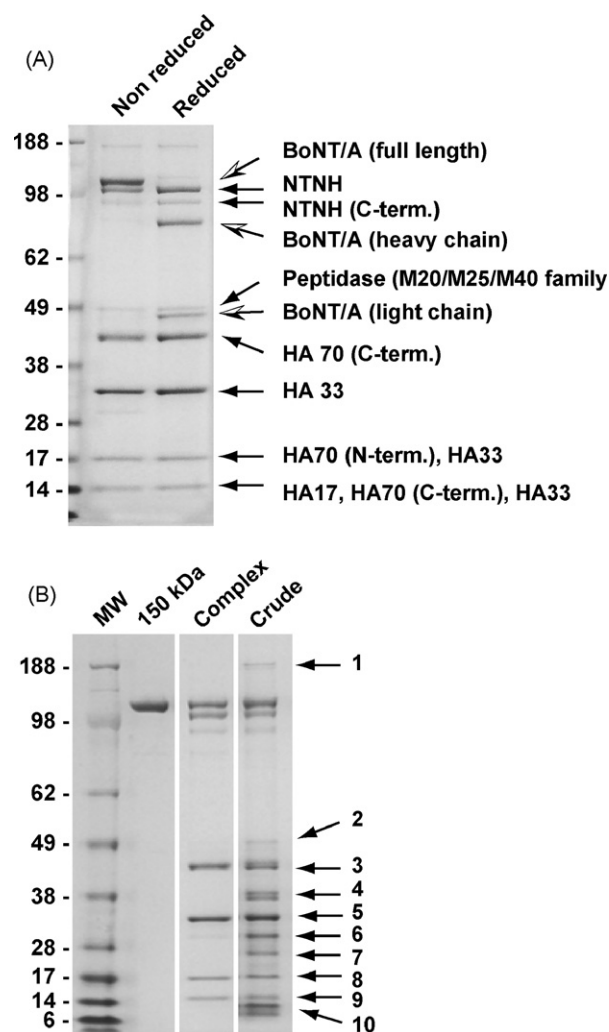 (A)
Non reduced
Reduced
188 -
98 -
62 -
49 -
38 -
28 -
17 -
14 -
BoNT/A (full length)
NTNH
NTNH (C-term.)
BoNT/A (heavy chain)
Peptidase (M20/M25/M40 family
BoNT/A (light chain)
HA 70 (C-term.)
HA 33
HA70 (N-term.), HA33
HA17, HA70 (C-term.), HA33
(B)
MW
150 kDa
Complex
Crude
188 -
98 -
62 -
49 -
38 -
28 -
17 -
14 -
6 -
1
2
3
4
5
6
7
8
9
10